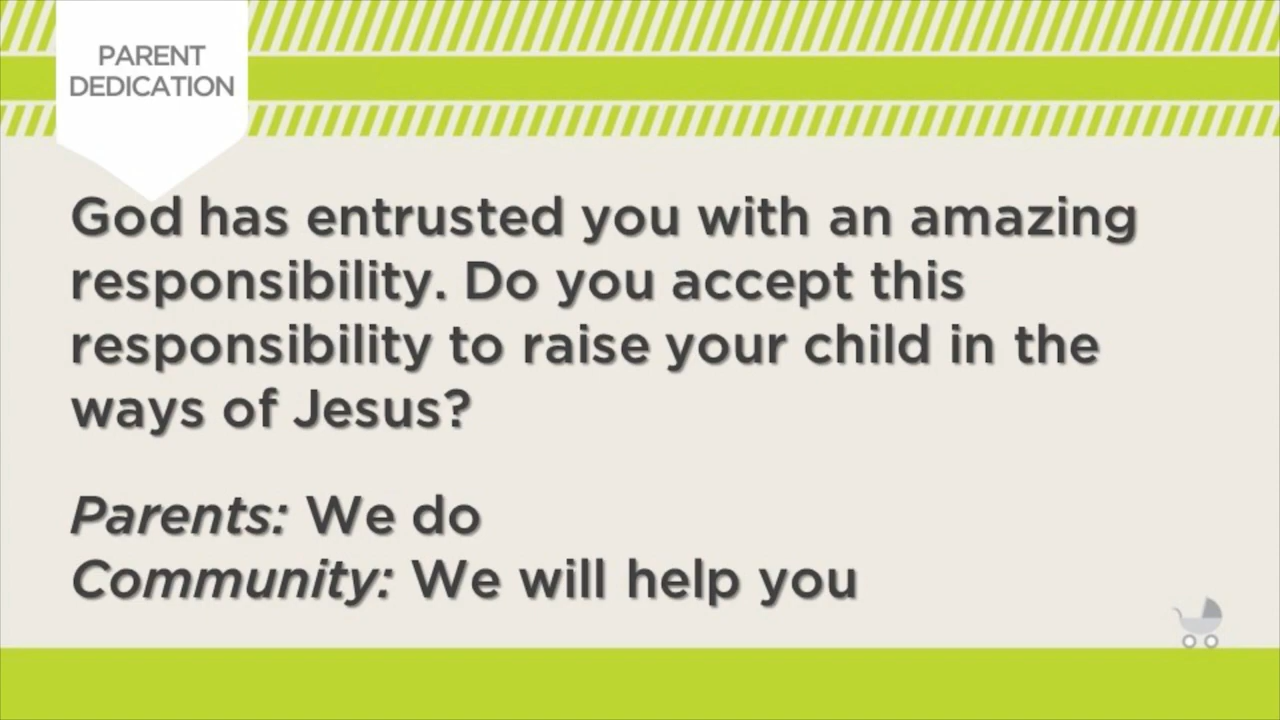 PARENT
DEDICATION
God has entrusted you with an amazing
responsibility. Do you accept this
responsibility to raise your child in the
ways of Jesus?
Parents: We do
Community: We will help you